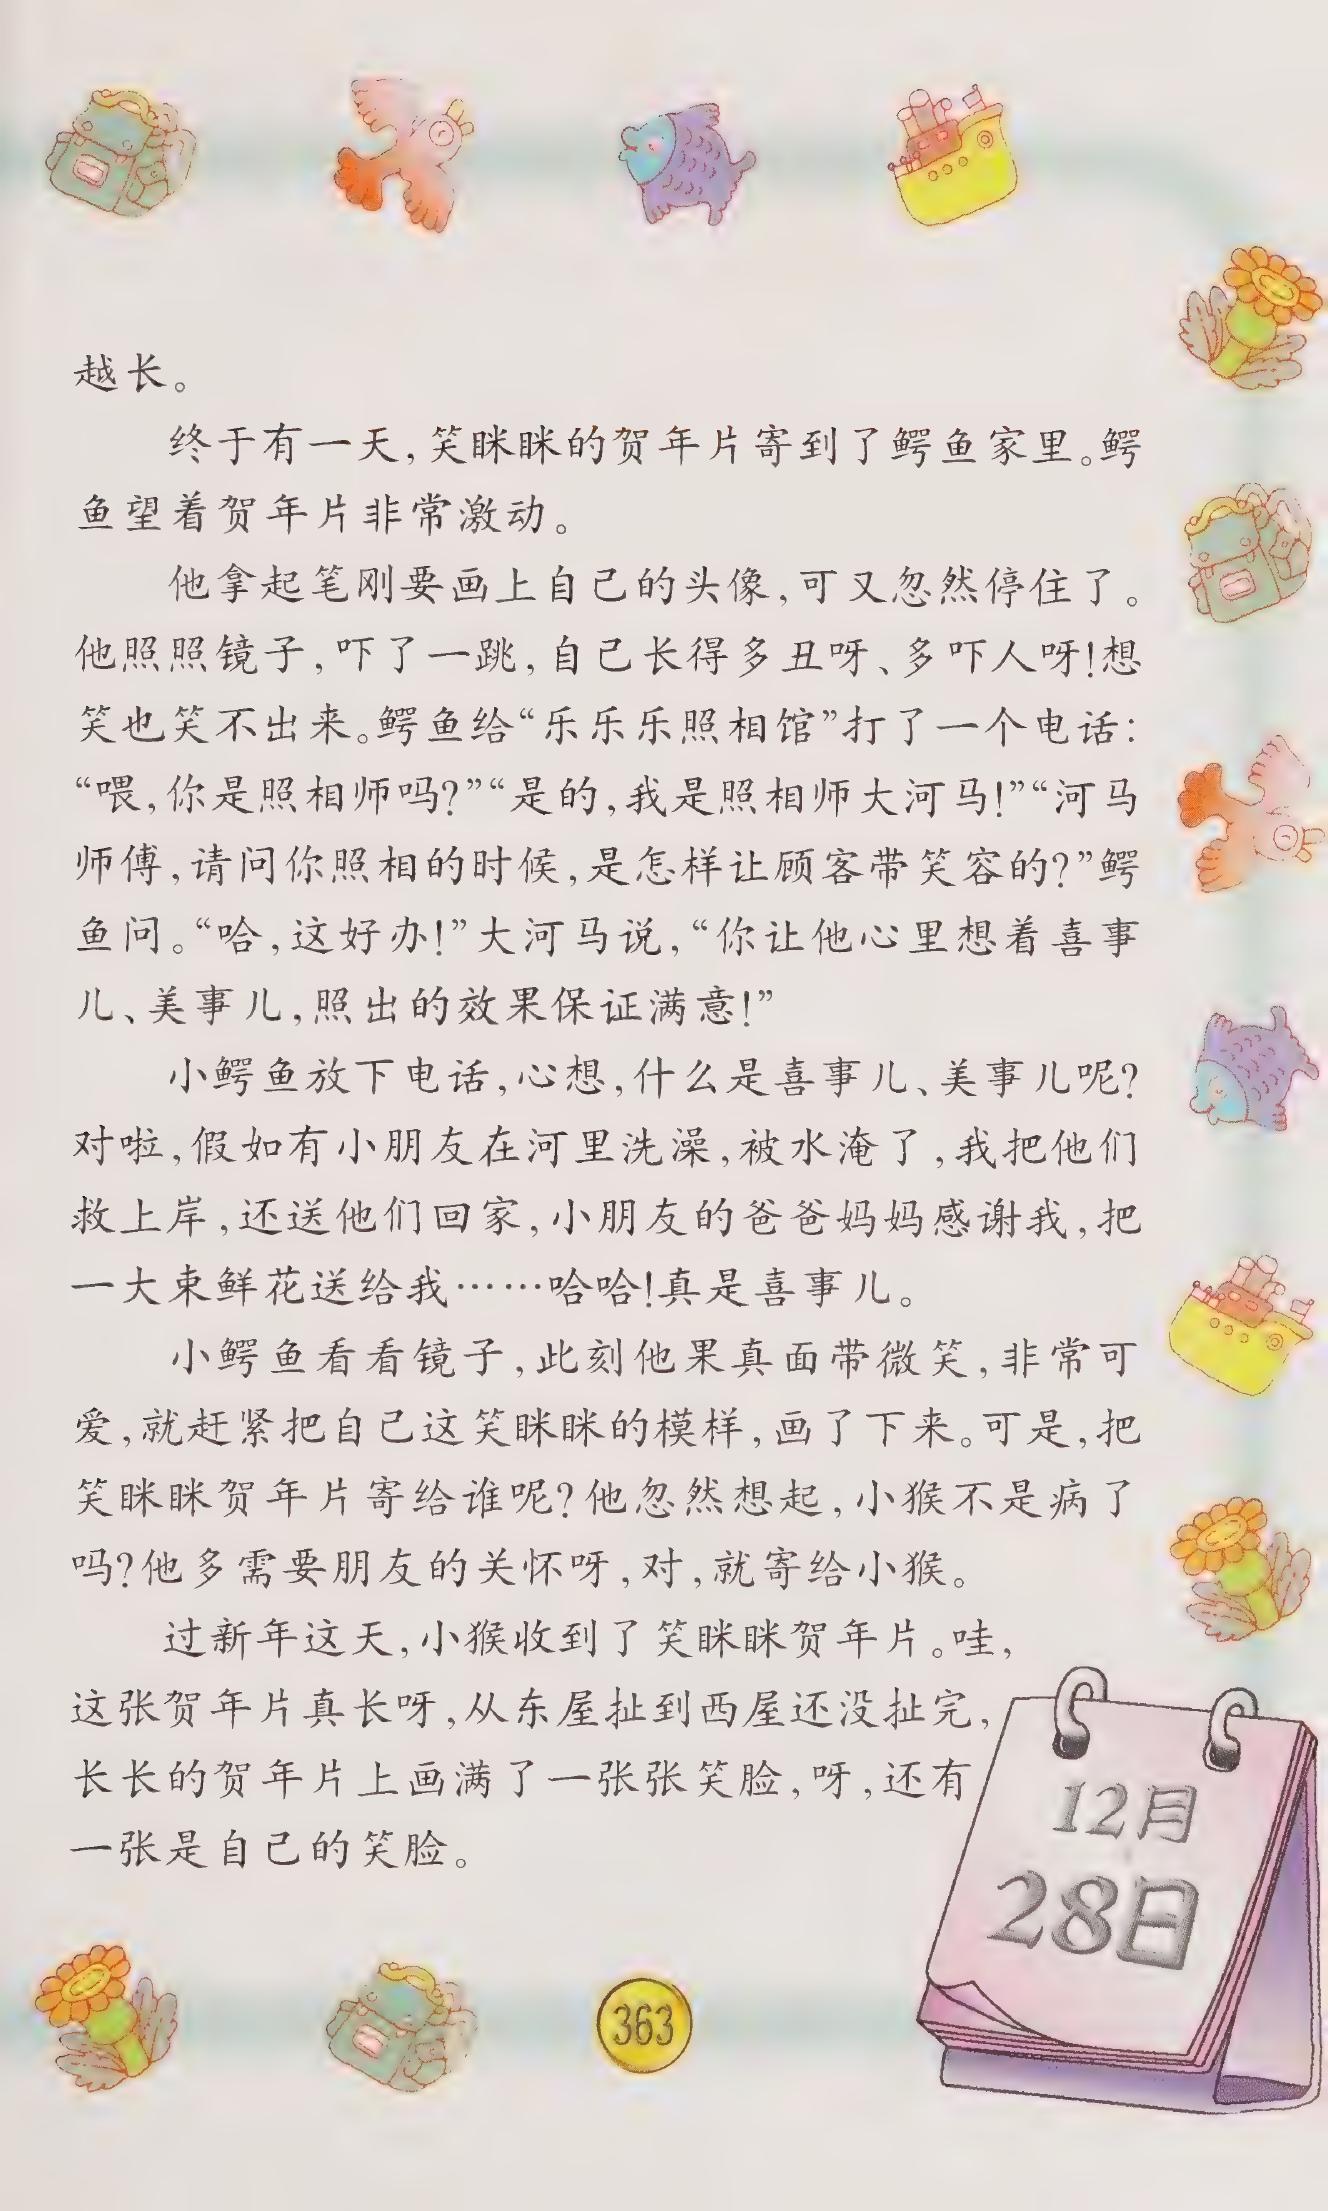 越长。
终于有一天,笑眯眯的贺年片寄到了鳄鱼家里。鳄
鱼望着贺年片非常激动。
他拿起笔刚要画上自己的头像,可又忽然停住了。
他照照镜子,吓了一跳,自己长得多丑呀、多吓人呀!想
笑也笑不出来。鳄鱼给“乐乐乐照相馆”打了一个电话:
“喂,你是照相师吗?”“是的,我是照相师大河马!”“河马
师傅,请问你照相的时候,是怎样让顾客带笑容的?”鳄
鱼问。“哈,这好办!”大河马说,“你让他心里想着喜事
儿、美事儿,照出的效果保证满意!”
小鳄鱼放下电话,心想,什么是喜事儿、美事儿呢?
对啦,假如有小朋友在河里洗澡,被水淹了,我把他们
救上岸,还送他们回家,小朋友的爸爸妈妈感谢我,把
一大束鲜花送给我……哈哈!真是喜事儿。
小鳄鱼看看镜子,此刻他果真面带微笑,非常可
爱,就赶紧把自己这笑眯眯的模样,画了下来。可是,把
笑眯眯贺年片寄给谁呢?他忽然想起,小猴不是病了
吗?他多需要朋友的关怀呀,对,就寄给小猴。
过新年这天,小猴收到了笑眯眯贺年片。哇,
这张贺年片真长呀,从东屋扯到西屋还没扯完,
长长的贺年片上画满了一张张笑脸,呀,还有
一张是自己的笑脸。
12月
28日
363